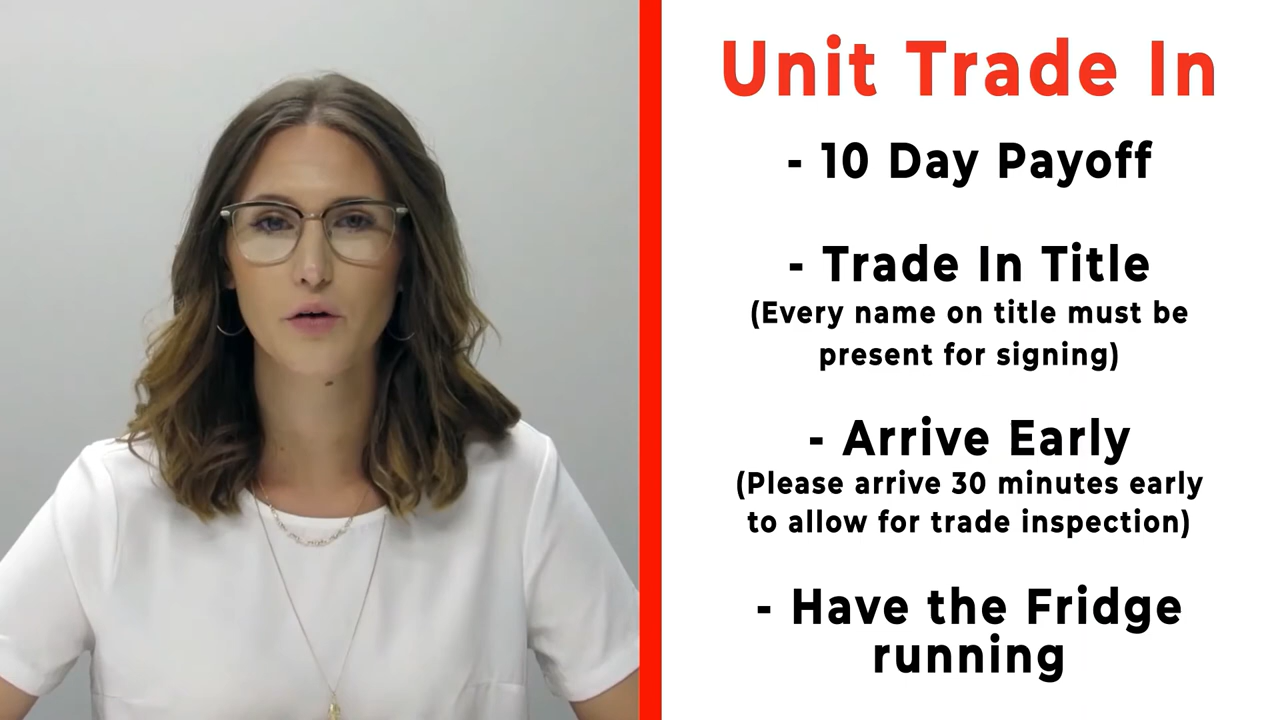 Unit Trade In
- 10 Day Payoff
- Trade In Title
(Every name on title must be
present for signing)
- Arrive Early
(Please arrive 30 minutes early
to allow for trade inspection)
- Have the Fridge
running